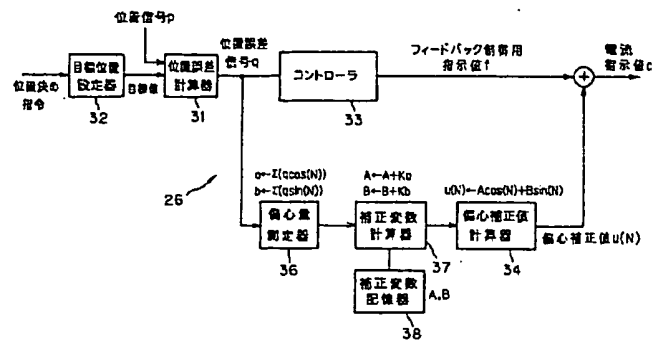 位置信号p
位置決め
指令
目標位置
設定器
32
目標値
位置誤差
計算器
31
位置誤差
信号q
コントローラ
33
フィードバック制御用
指示値f
電流
指示値c
+
26
a←Σ(qcos(N))
b←Σ(qsin(N))
偏心量
測定器
36
A←A+Ka
B←B+Kb
補正変数
計算器
37
u(N)←Acos(N)+Bsin(N)
偏心補正値
計算器
34
偏心補正値u(N)
補正変数
記憶器
A,B
38